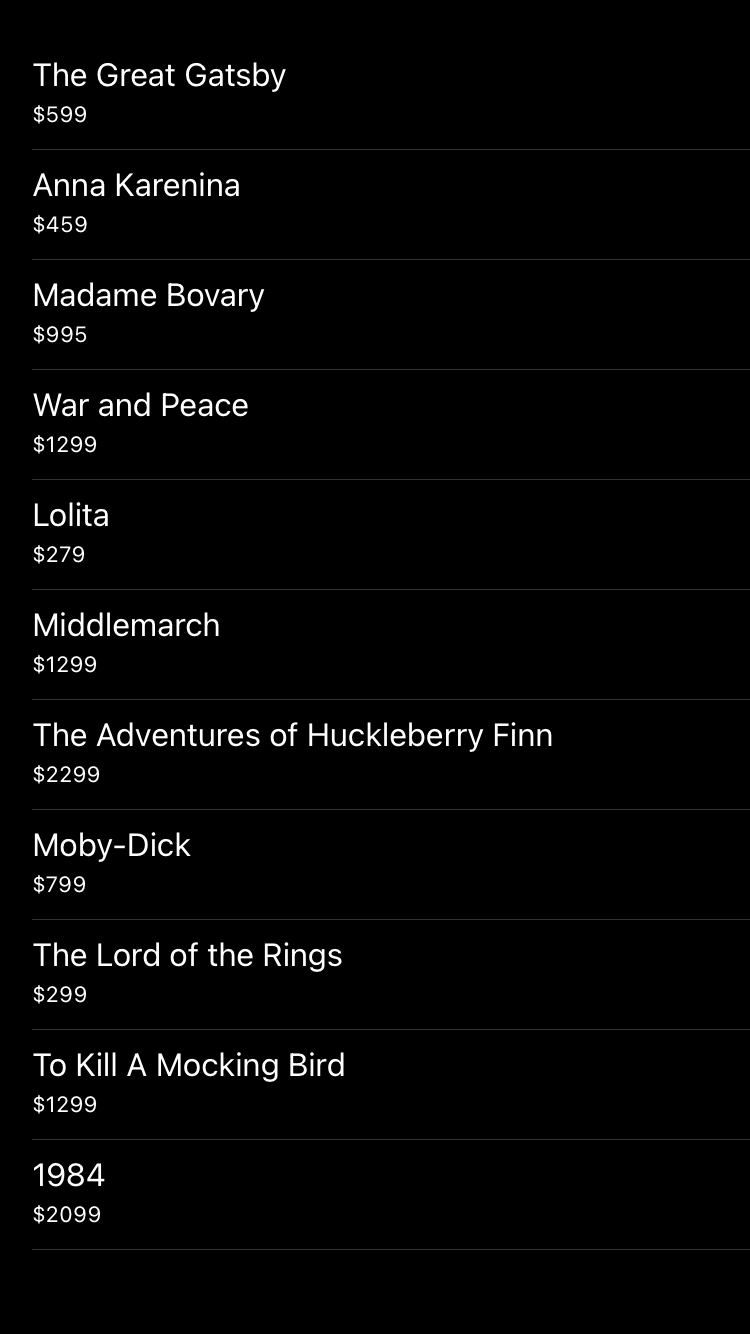 The Great Gatsby
$599
Anna Karenina
$459
Madame Bovary
$995
War and Peace
$1299
Lolita
$279
Middlemarch
$1299
The Adventures of Huckleberry Finn
$2299
Moby-Dick
$799
The Lord of the Rings
$299
To Kill A Mocking Bird
$1299
1984
$2099